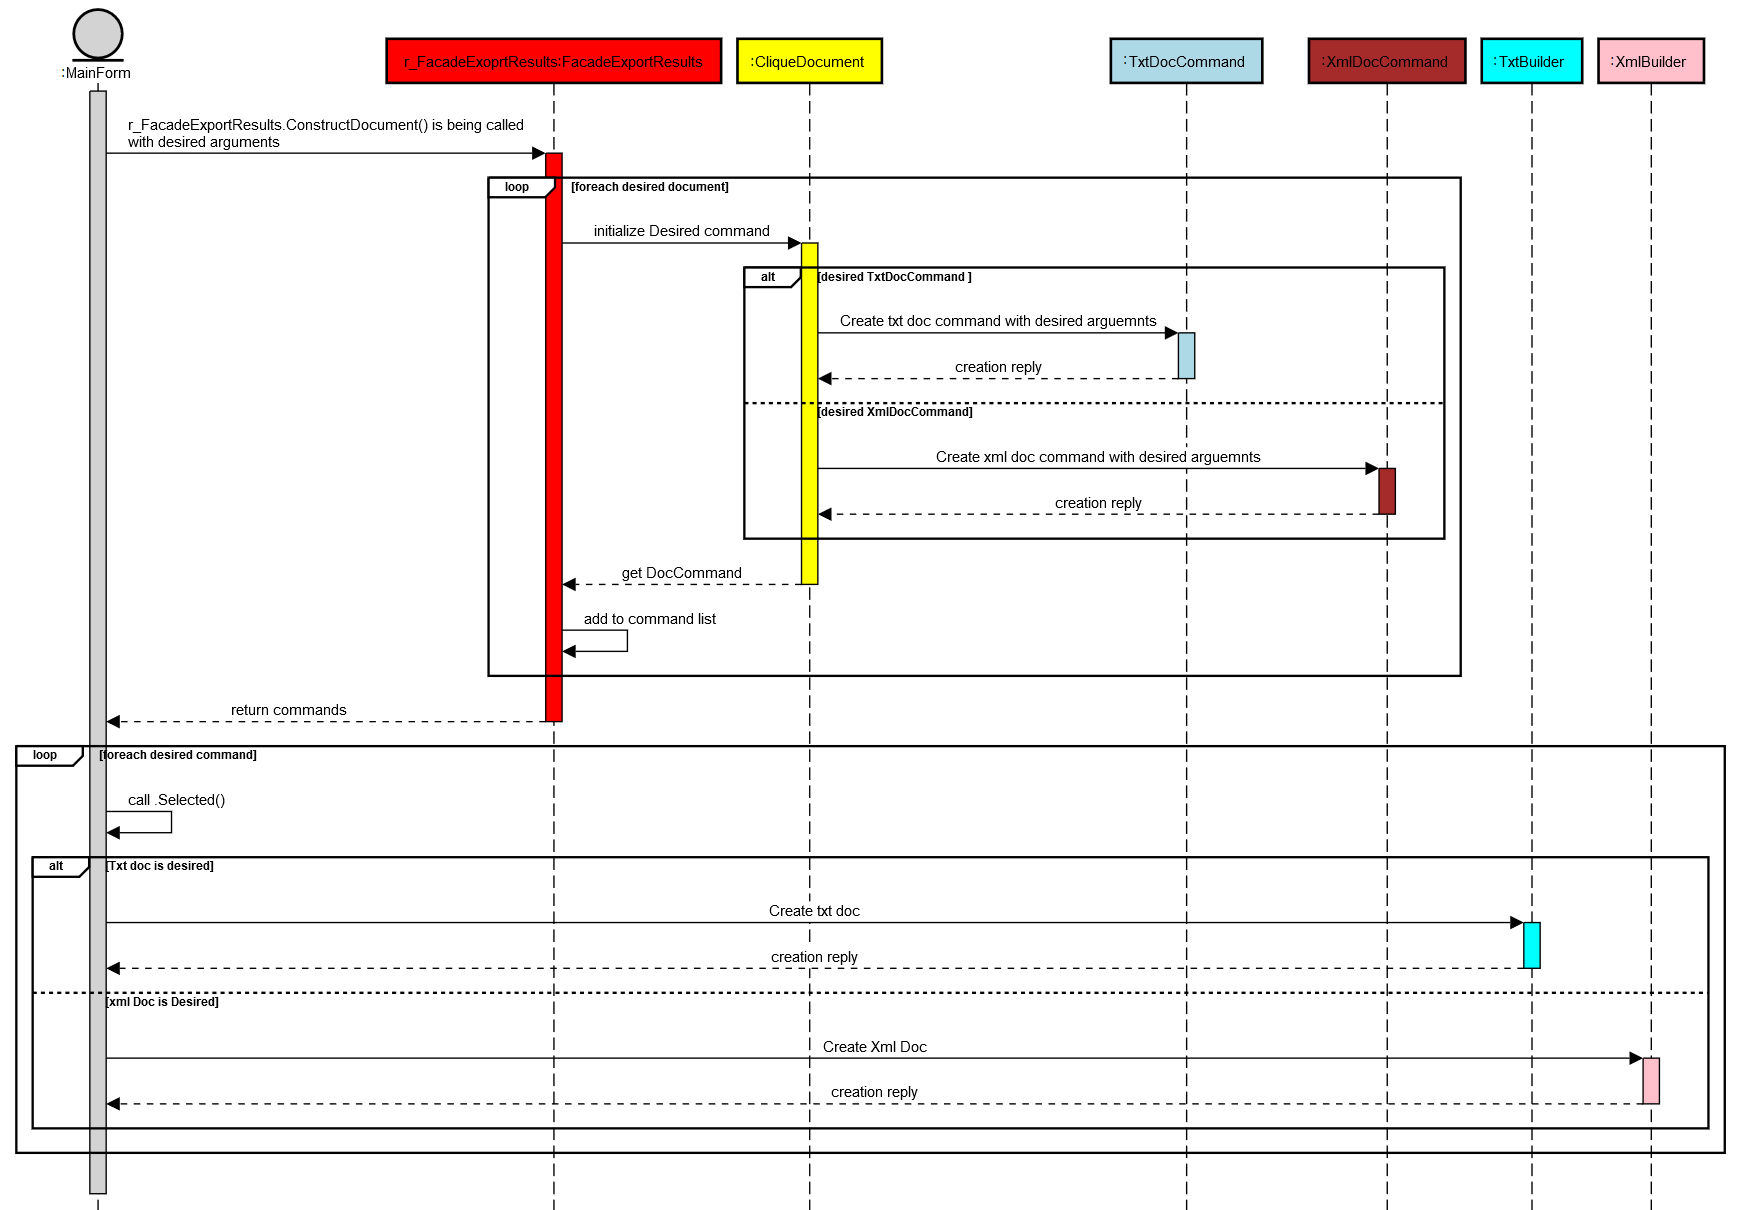 :MainForm
r_FacadeExoprtResults:FacadeExportResults
:CliqueDocument
:TxtDocCommand
:XmlDocCommand
:TxtBuilder
:XmlBuilder
r_FacadeExportResults.ConstructDocument() is being called
with desired arguments
loop
[foreach desired document]
initialize Desired command
alt
[desired TxtDocCommand ]
Create txt doc command with desired arguemnts
creation reply
[desired XmlDocCommand]
Create xml doc command with desired arguemnts
creation reply
get DocCommand
add to command list
return commands
loop
[foreach desired command]
call .Selected()
alt
[Txt doc is desired]
Create txt doc
creation reply
[xml Doc is Desired]
Create Xml Doc
creation reply